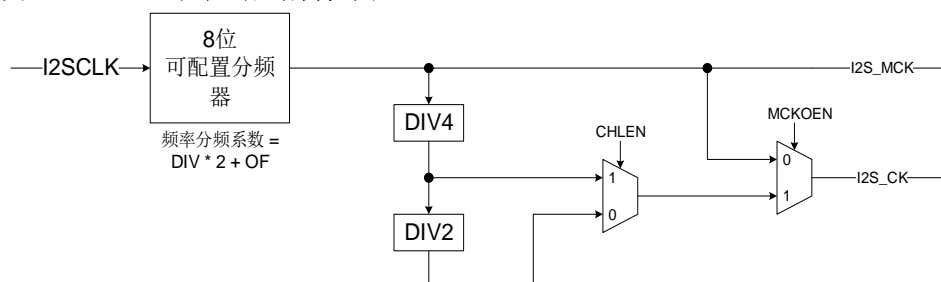 8位
可配置分频
器
I2SCLK
频率分频系数 =
DIV * 2 + OF
DIV4
DIV2
CHLEN
1
0
MCKOEN
0
1
I2S_MCK
I2S_CK